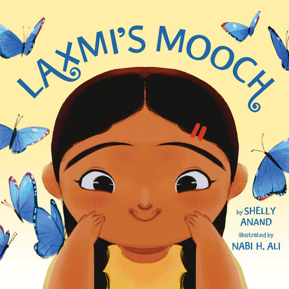 LAXMI'S MOOCH
by SHELLY
ANAND
illustrated by
NABI H. ALI